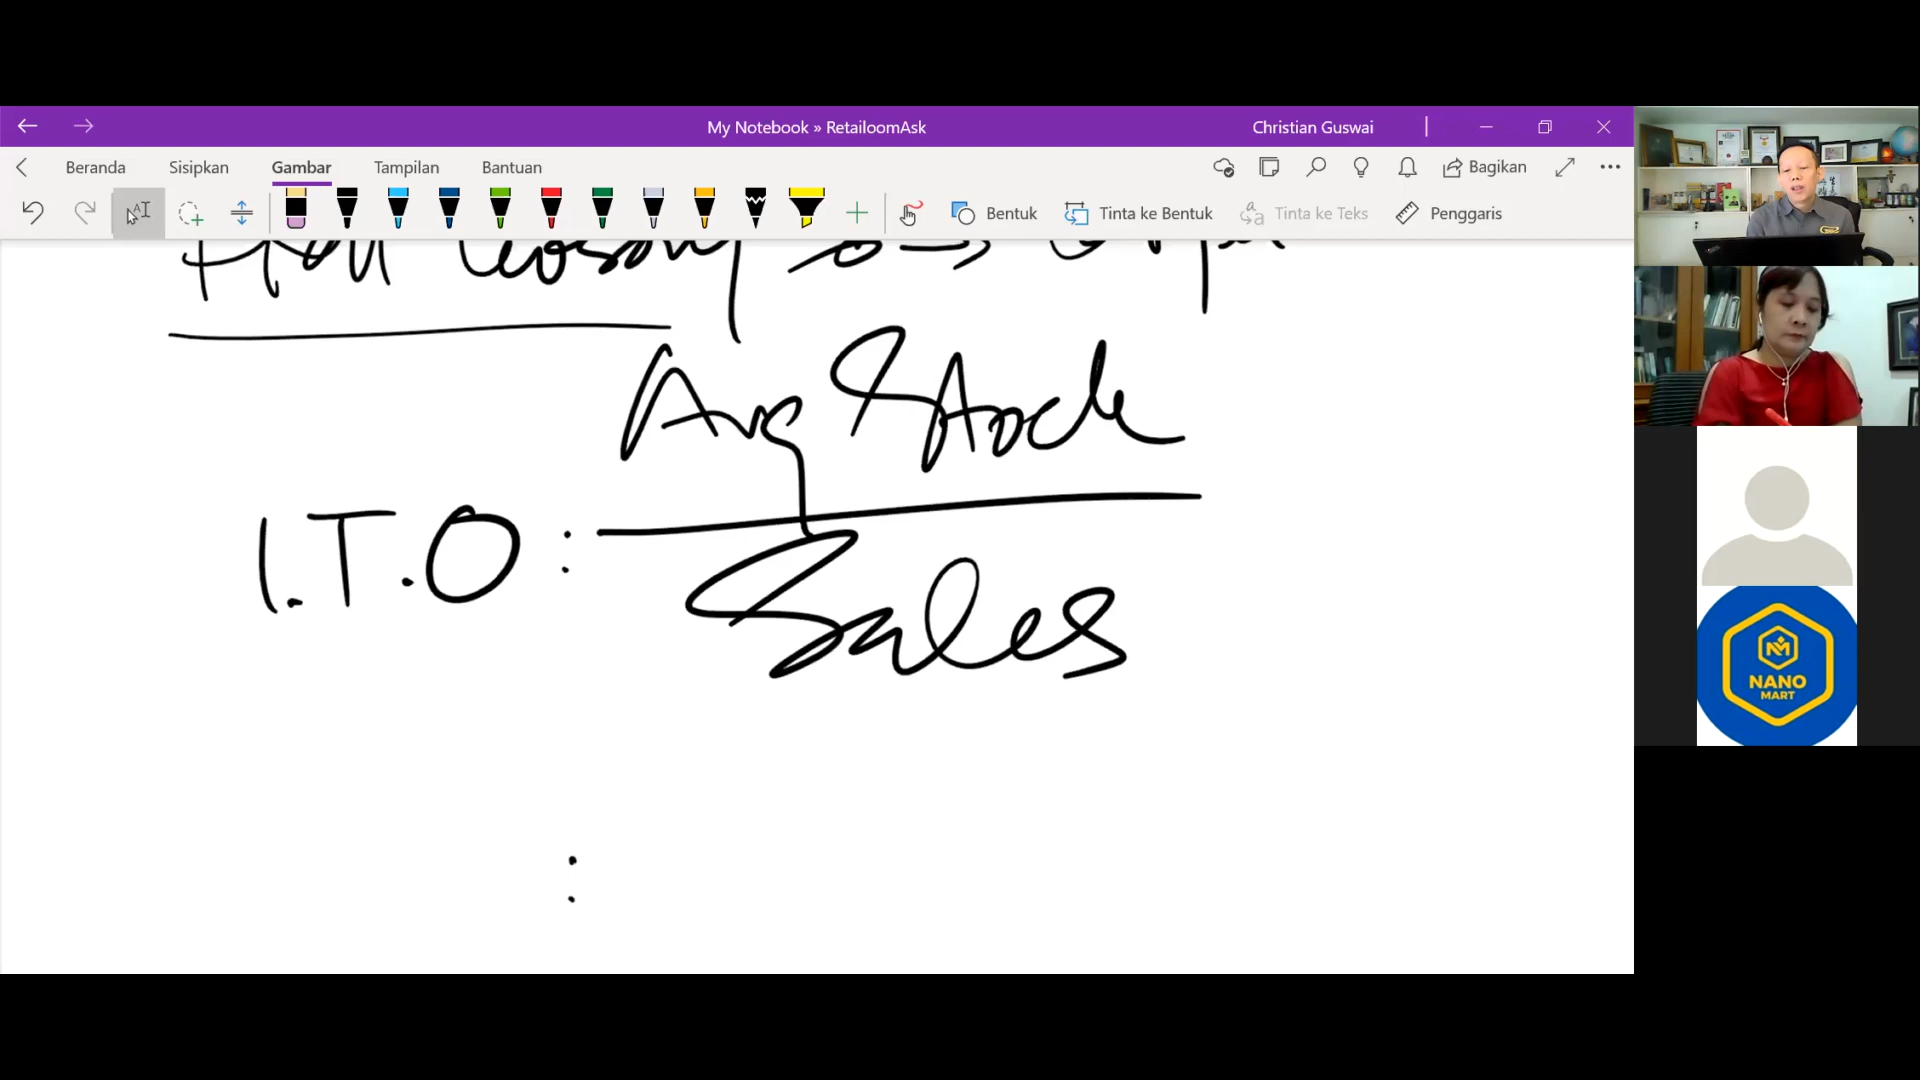 My Notebook » RetailoomAsk
Christian Guswai
Beranda
Sisipkan
Gambar
Tampilan
Bantuan
Bagikan
Bentuk
Tinta ke Bentuk
Tinta ke Teks
Penggaris
Avg Stock
I.T.O :
Sales
:
NANO
MART